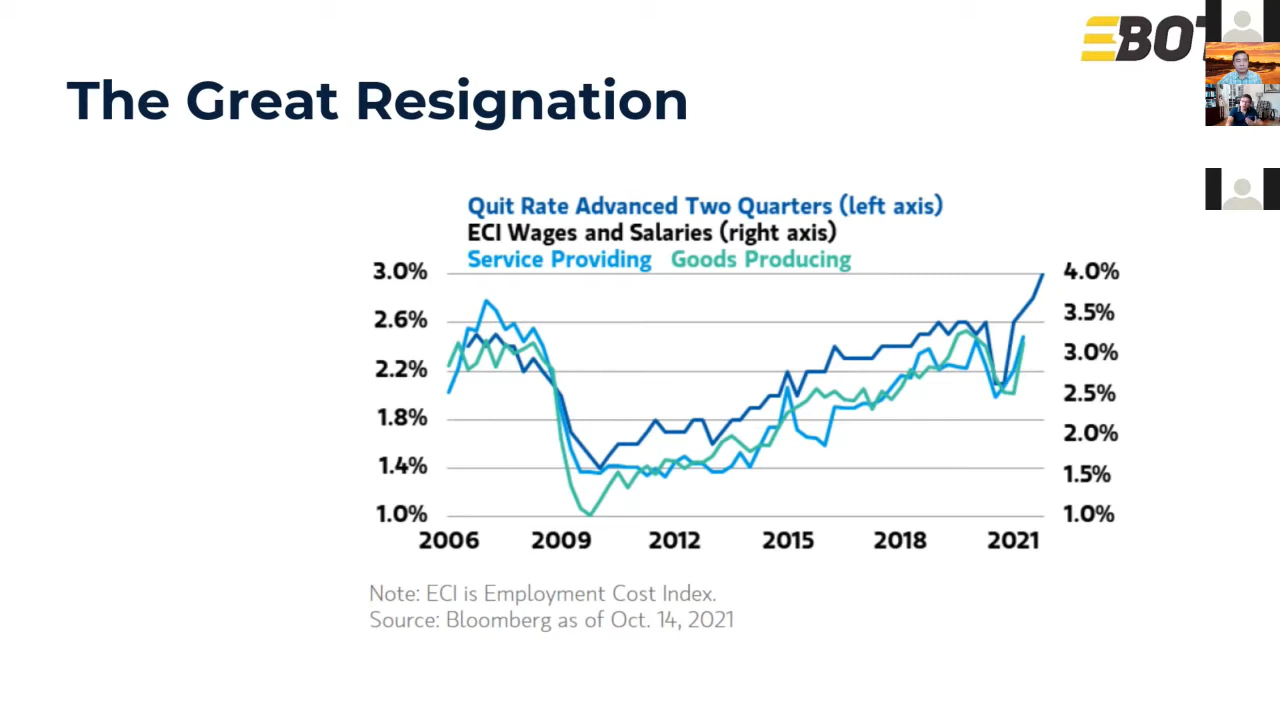 EBOT
The Great Resignation
Quit Rate Advanced Two Quarters (left axis)
ECI Wages and Salaries (right axis)
Service Providing Goods Producing
3.0% 4.0%
2.6% 3.5%
2.2% 3.0%
1.8% 2.5%
1.4% 2.0%
1.0% 1.5%
1.0%
2006 2009 2012 2015 2018 2021
Note: ECI is Employment Cost Index.
Source: Bloomberg as of Oct. 14, 2021